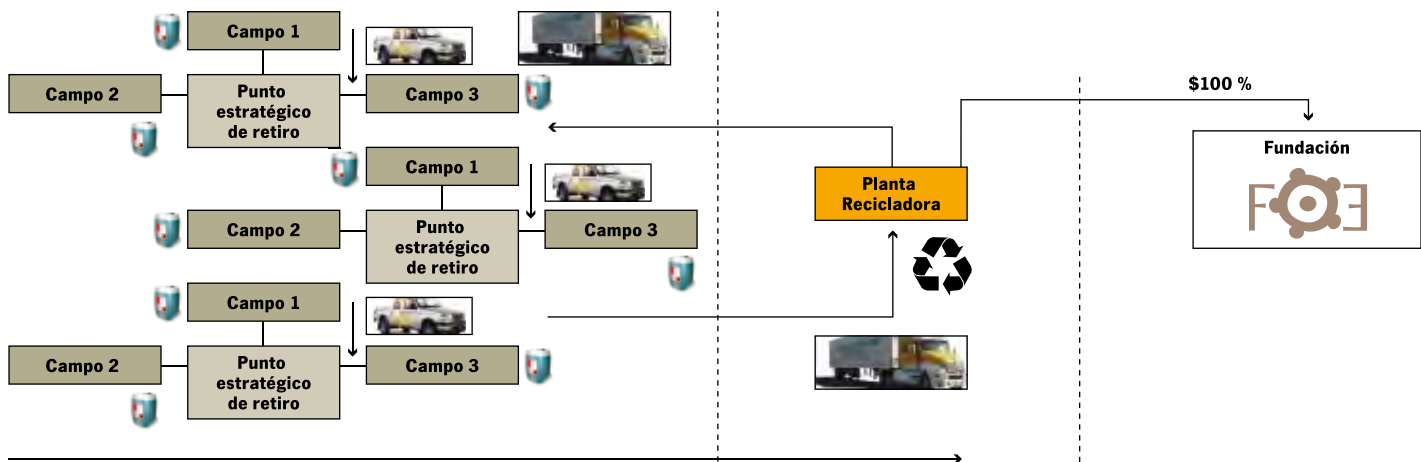 Campo 1
Campo 2
Punto
estratégico
de retiro
Campo 3
Campo 1
Campo 2
Punto
estratégico
de retiro
Campo 3
Campo 1
Campo 2
Punto
estratégico
de retiro
Campo 3
Planta
Recicladora
$100 %
Fundación